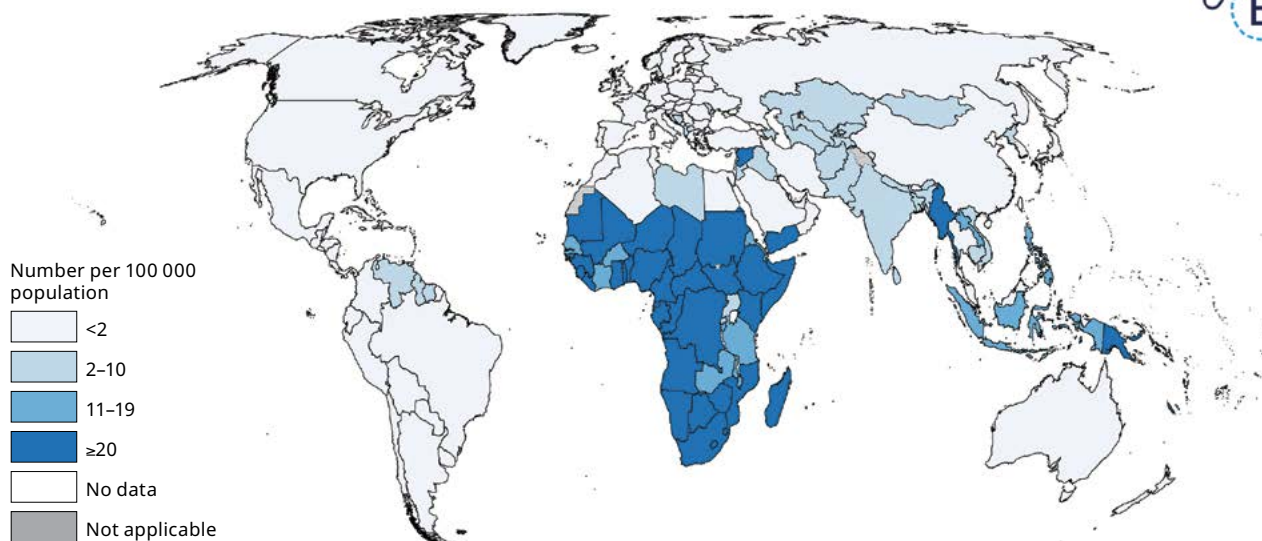 Number per 100 000
population
<2
2–10
11–19
≥20
No data
Not applicable